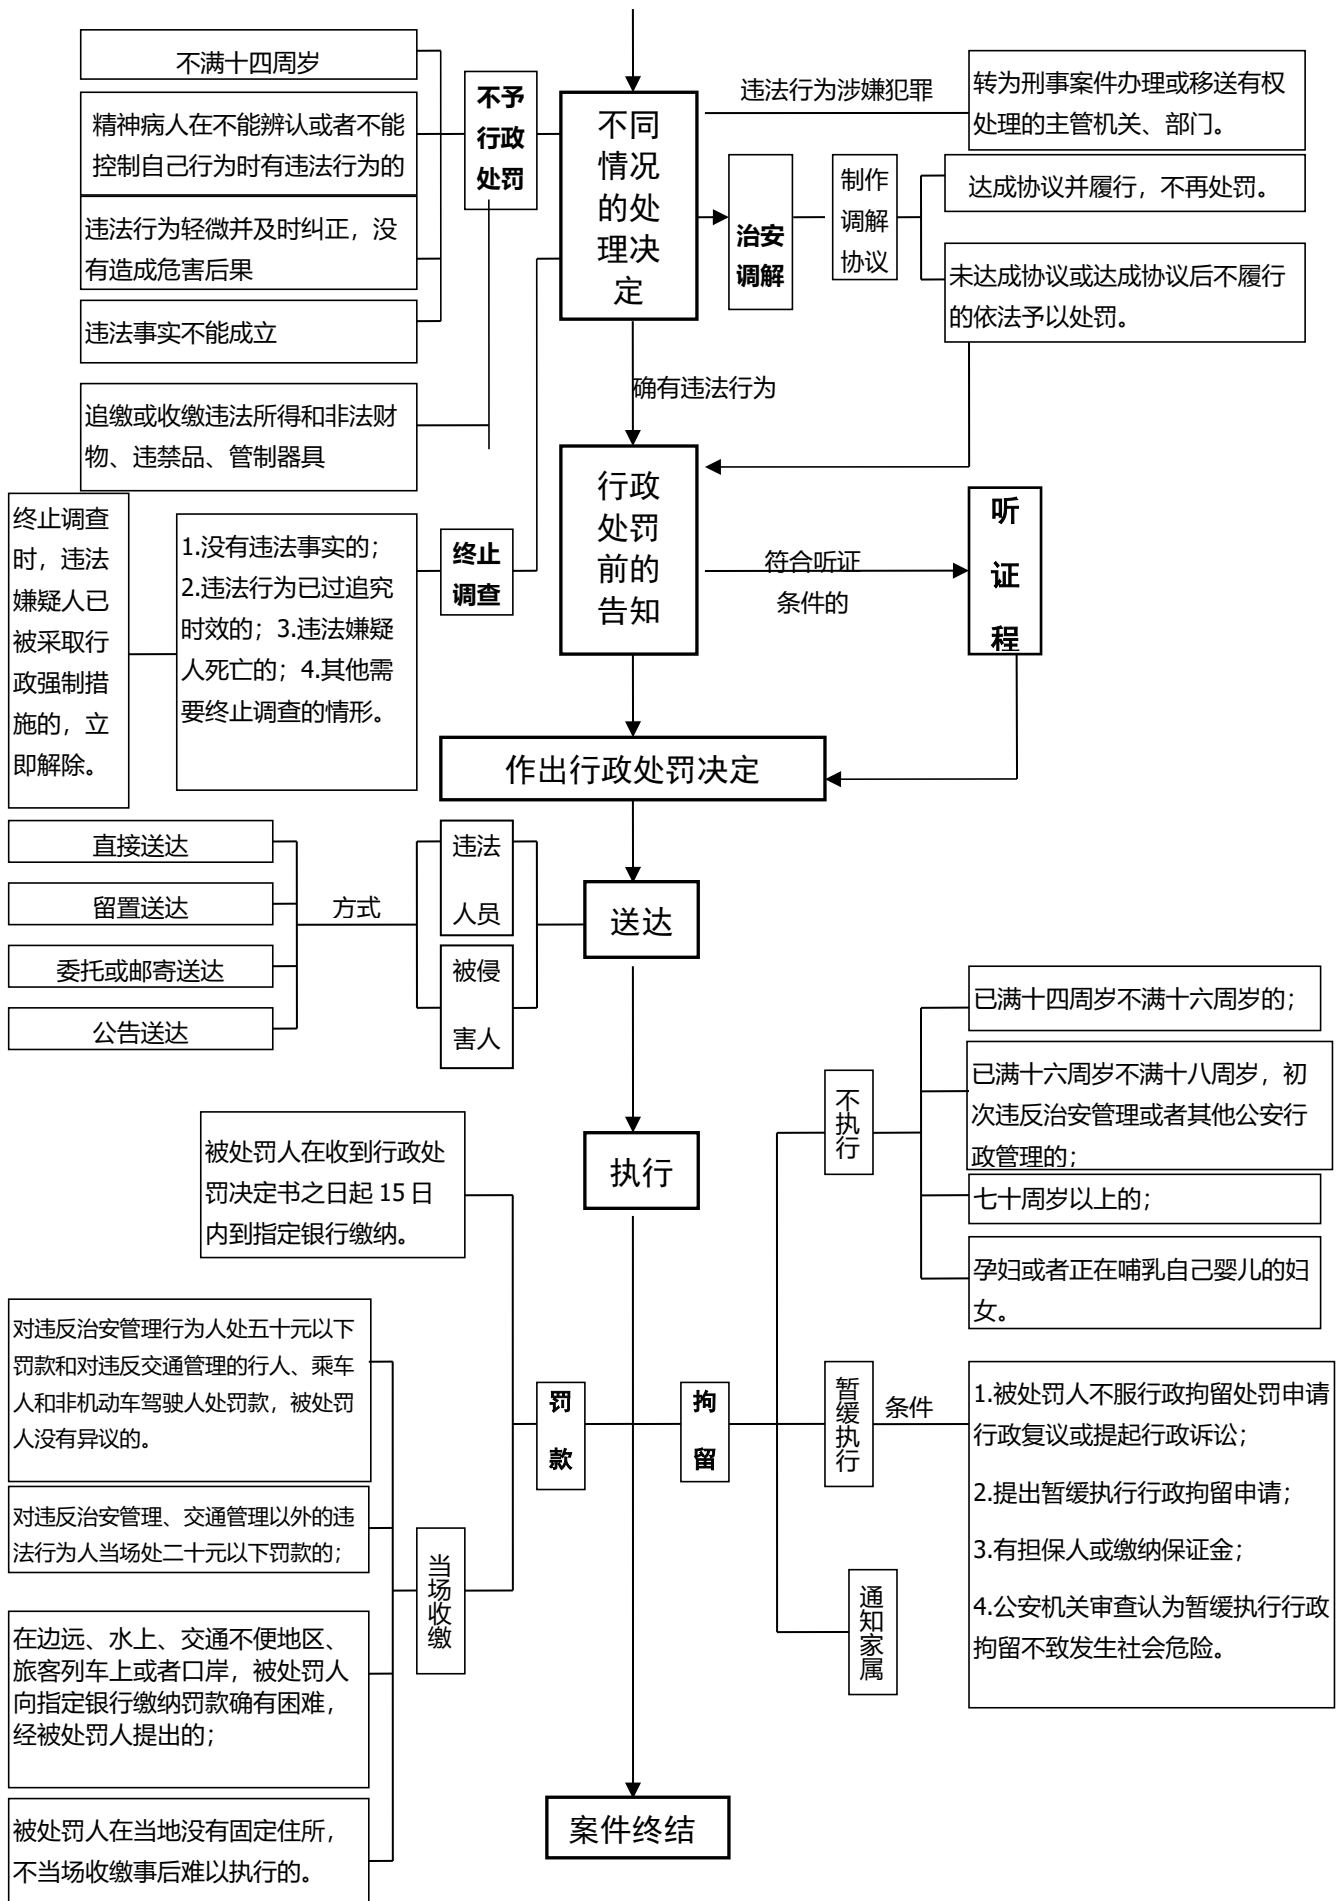 不满十四周岁
精神病人在不能辨认或者不能
控制自己行为时有违法行为的
违法行为轻微并及时纠正，没
有造成危害后果
违法事实不能成立
追缴或收缴违法所得和非法财
物、违禁品、管制器具
不予
行政
处罚
不同
情况
的处
理决
定
违法行为涉嫌犯罪
转为刑事案件办理或移送有权
处理的主管机关、部门。
治安
调解
制作
调解
协议
达成协议并履行，不再处罚。
未达成协议或达成协议后不履行
的依法予以处罚。
确有违法行为
终止调查
时，违法
嫌疑人已
被采取行
政强制措
施的，立
即解除。
1.没有违法事实的；
2.违法行为已过追究
时效的；3.违法嫌疑
人死亡的；4.其他需
要终止调查的情形。
终止
调查
行政
处罚
前的
告知
符合听证
条件的
听
证
程
作出行政处罚决定
直接送达
留置送达
委托或邮寄送达
公告送达
方式
违法
人员
被侵
害人
送达
执行
不执行
已满十四周岁不满十六周岁的；
已满十六周岁不满十八周岁，初
次违反治安管理或者其他公安行
政管理的；
七十周岁以上的；
孕妇或者正在哺乳自己婴儿的妇
女。
被处罚人在收到行政处
罚决定书之日起 15 日
内到指定银行缴纳。
对违反治安管理行为人处五十元以下
罚款和对违反交通管理的行人、乘车
人和非机动车驾驶人处罚款，被处罚
人没有异议的。
对违反治安管理、交通管理以外的违
法行为人当场处二十元以下罚款的；
在边远、水上、交通不便地区、
旅客列车上或者口岸，被处罚人
向指定银行缴纳罚款确有困难，
经被处罚人提出的；
被处罚人在当地没有固定住所，
不当场收缴事后难以执行的。
当场收缴
罚
款
拘
留
暂缓执行
条件
1.被处罚人不服行政拘留处罚申请
行政复议或提起行政诉讼；
2.提出暂缓执行行政拘留申请；
3.有担保人或缴纳保证金；
4.公安机关审查认为暂缓执行行政
拘留不致发生社会危险。
通知家属
案件终结